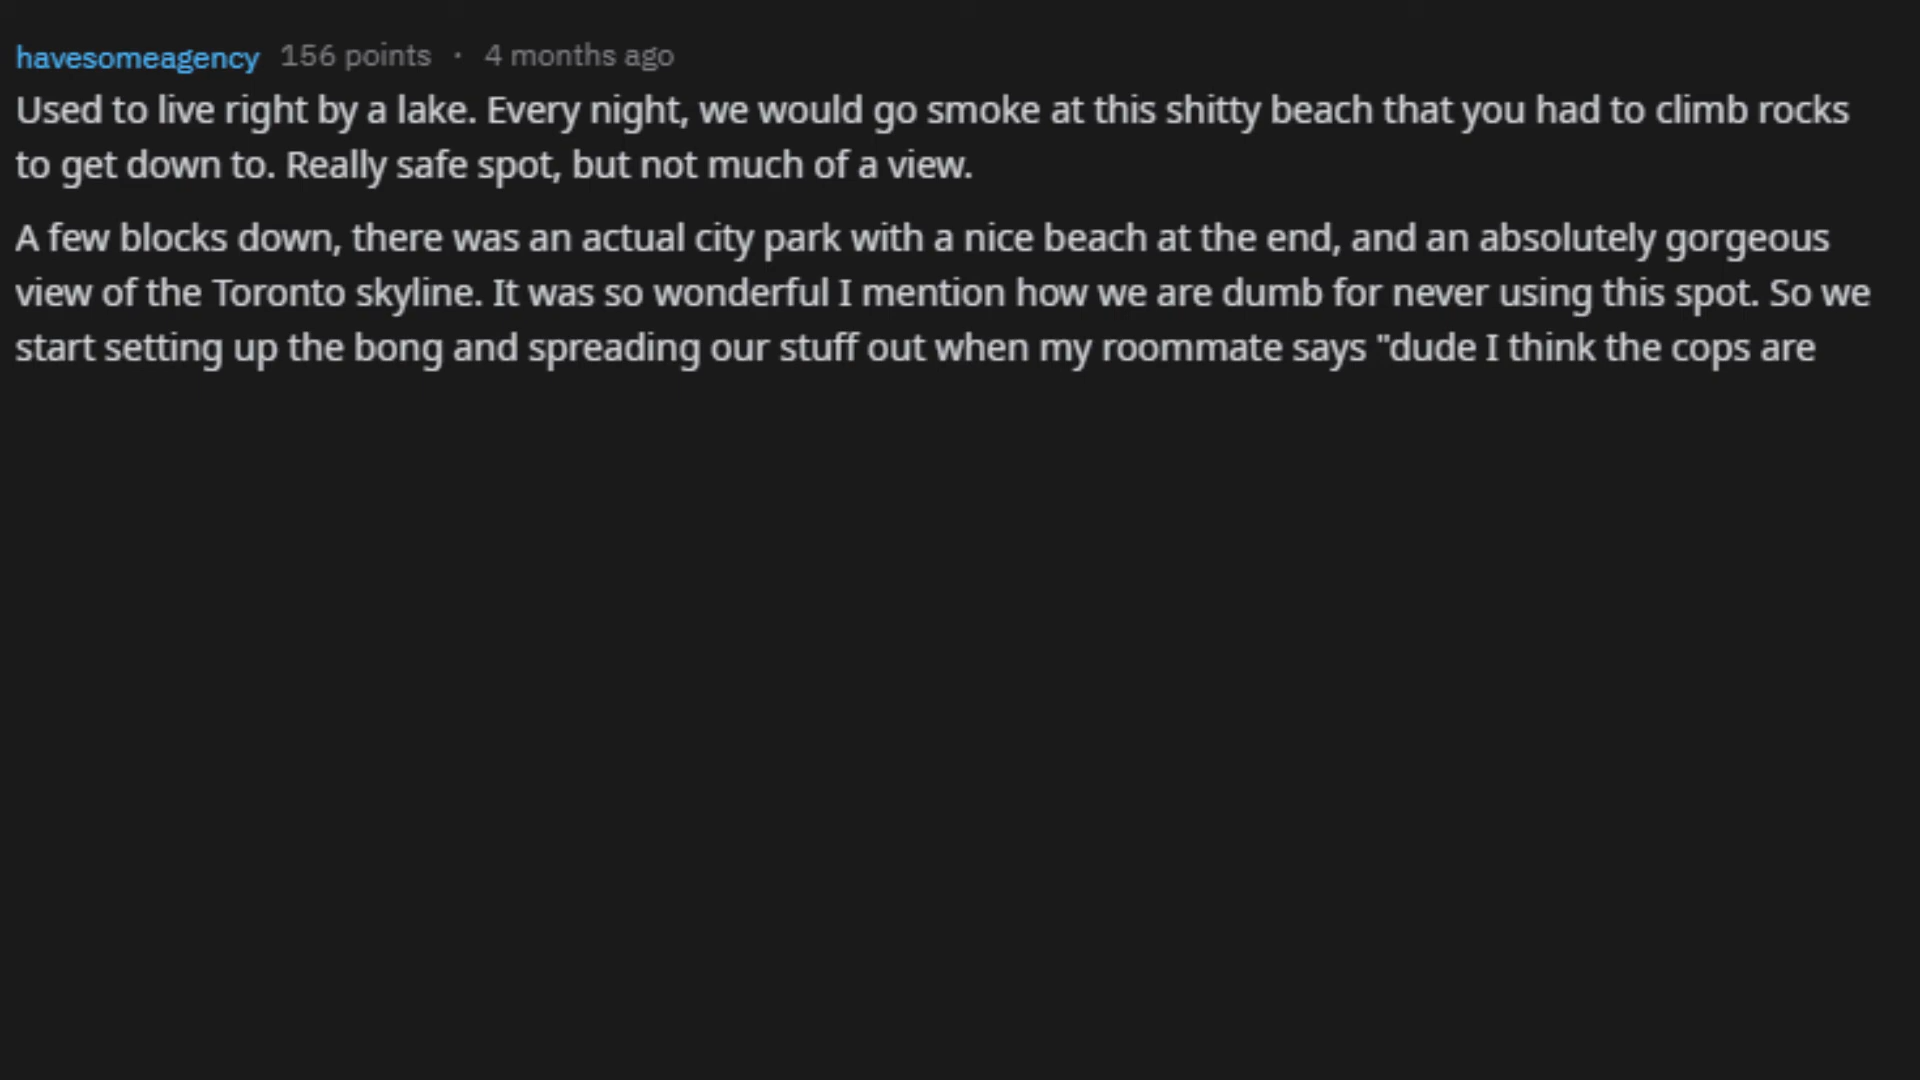 havesomeagency 156 points · 4 months ago
Used to live right by a lake. Every night, we would go smoke at this shitty beach that you had to climb rocks
to get down to. Really safe spot, but not much of a view.
A few blocks down, there was an actual city park with a nice beach at the end, and an absolutely gorgeous
view of the Toronto skyline. It was so wonderful I mention how we are dumb for never using this spot. So we
start setting up the bong and spreading our stuff out when my roommate says "dude I think the cops are